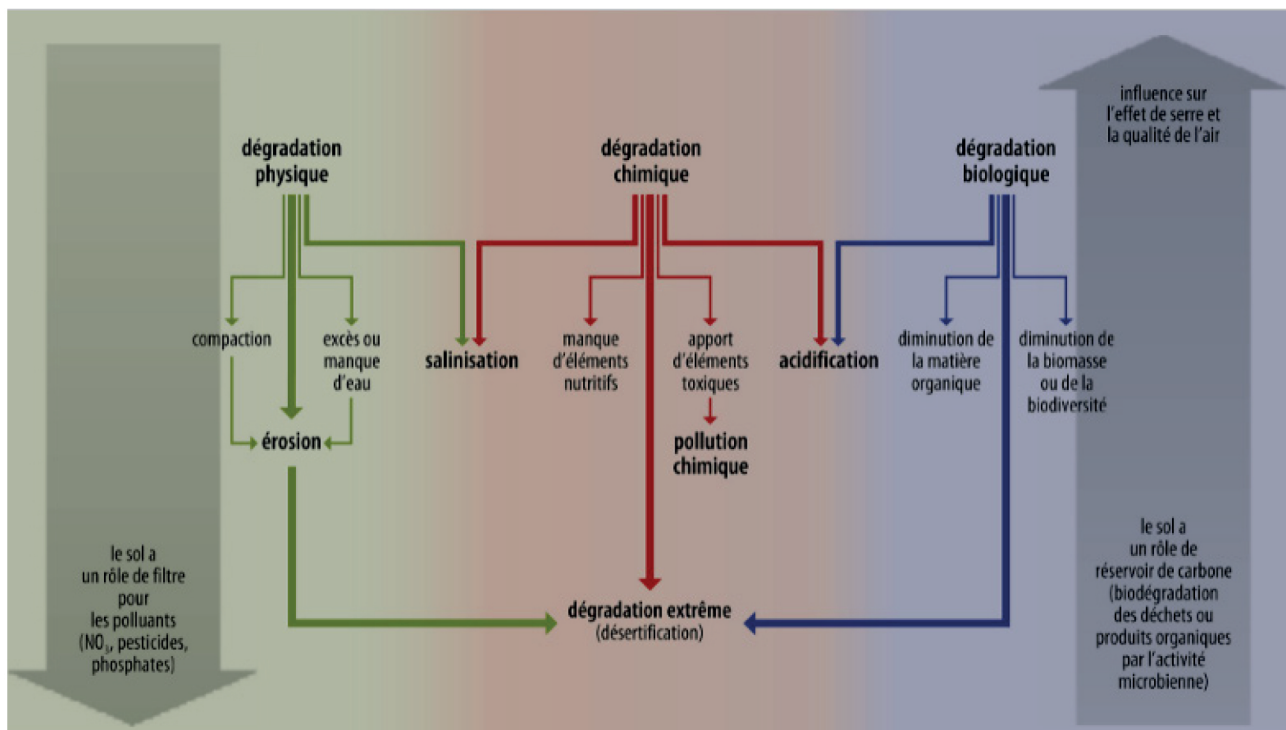 influence sur
l'effet de serre et
la qualité de l'air
dégradation
physique
dégradation
chimique
dégradation
biologique
compaction
excès ou
manque
d'eau
salinisation
manque
d'éléments
nutritifs
apport
d'éléments
toxiques
acidification
diminution de
la matière
organique
diminution de
la biomasse
ou de la
biodiversité
érosion
pollution
chimique
le sol a
un rôle de filtre
pour
les polluants
(NO₃, pesticides,
phosphates)
dégradation extrême
(désertification)
le sol a
un rôle de
réservoir de carbone
(biodégradation
des déchets ou
produits organiques
par l'activité
microbienne)